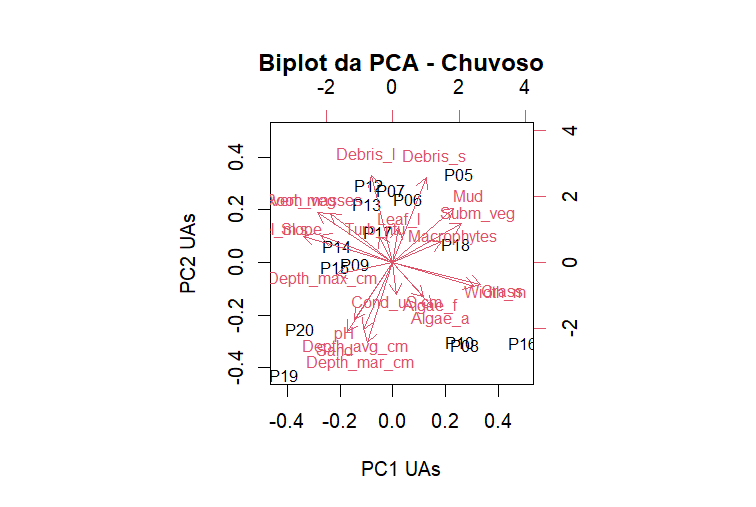 Biplot da PCA - Chuvoso
-2 0 2 4
Debris_l Debris_s
P05
P12
P07
Mud
P06
P13
Subm_veg
Leaf_l
P17
Macrophytes
P18
P14
P09
P15
Depth_max_cm
Width_m
Cond_uS_cm
Algae_f
Algae_a
P20
pH
P10
P08
P16
Depth_avg_cm
Sand
Depth_mar_cm
P19
-0.4 -0.2 0.0 0.2 0.4
PC1 UAs
PC2 UAs
-0.4 -0.2 0.0 0.2 0.4
-2 0 2 4